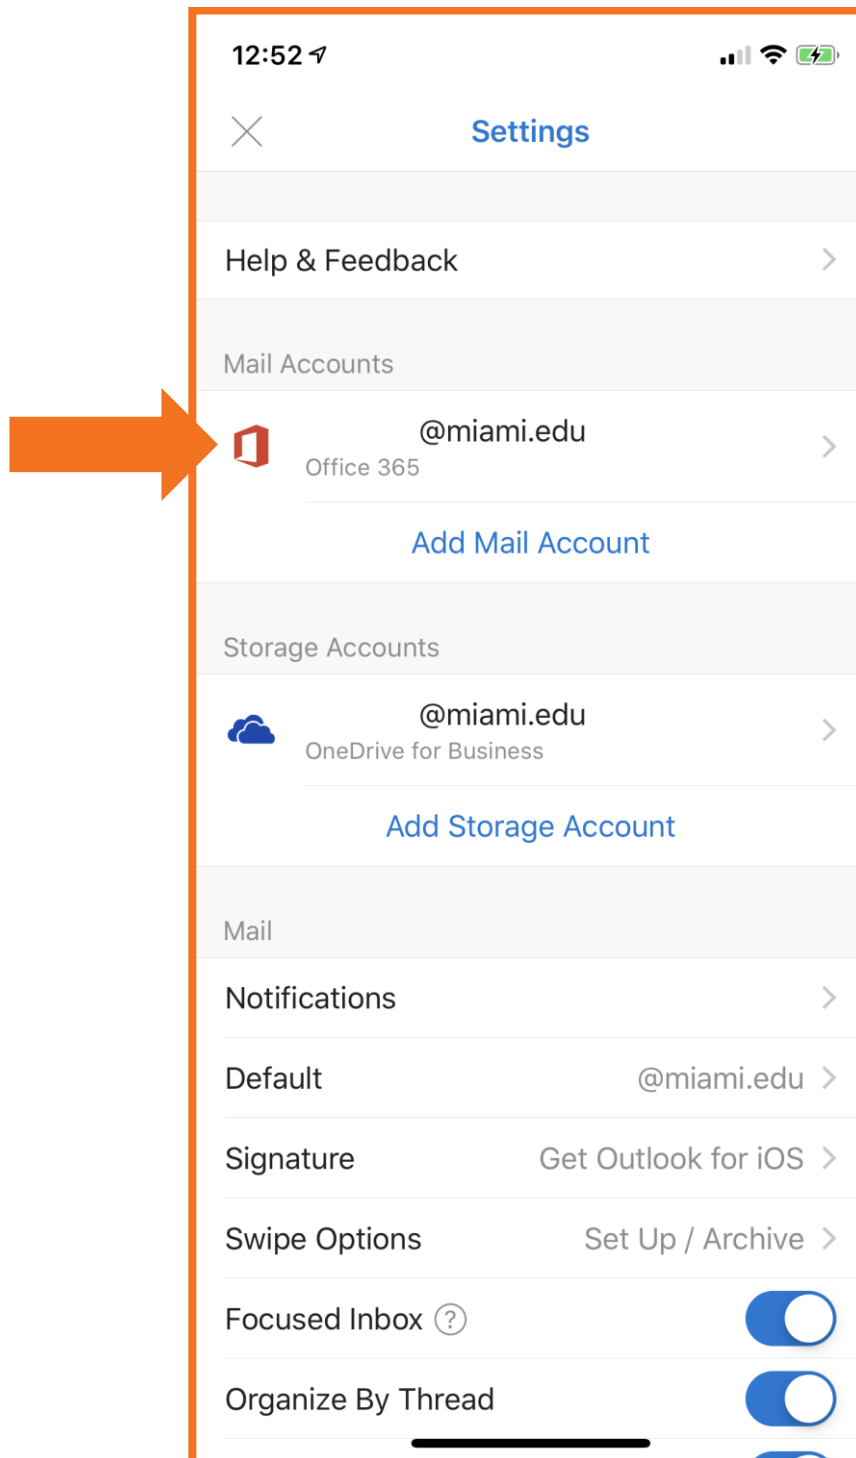 12:52
Settings
Help & Feedback
Mail Accounts
@miami.edu
Office 365
Add Mail Account
Storage Accounts
@miami.edu
OneDrive for Business
Add Storage Account
Mail
Notifications
Default @miami.edu
Signature Get Outlook for iOS
Swipe Options Set Up / Archive
Focused Inbox ?
Organize By Thread